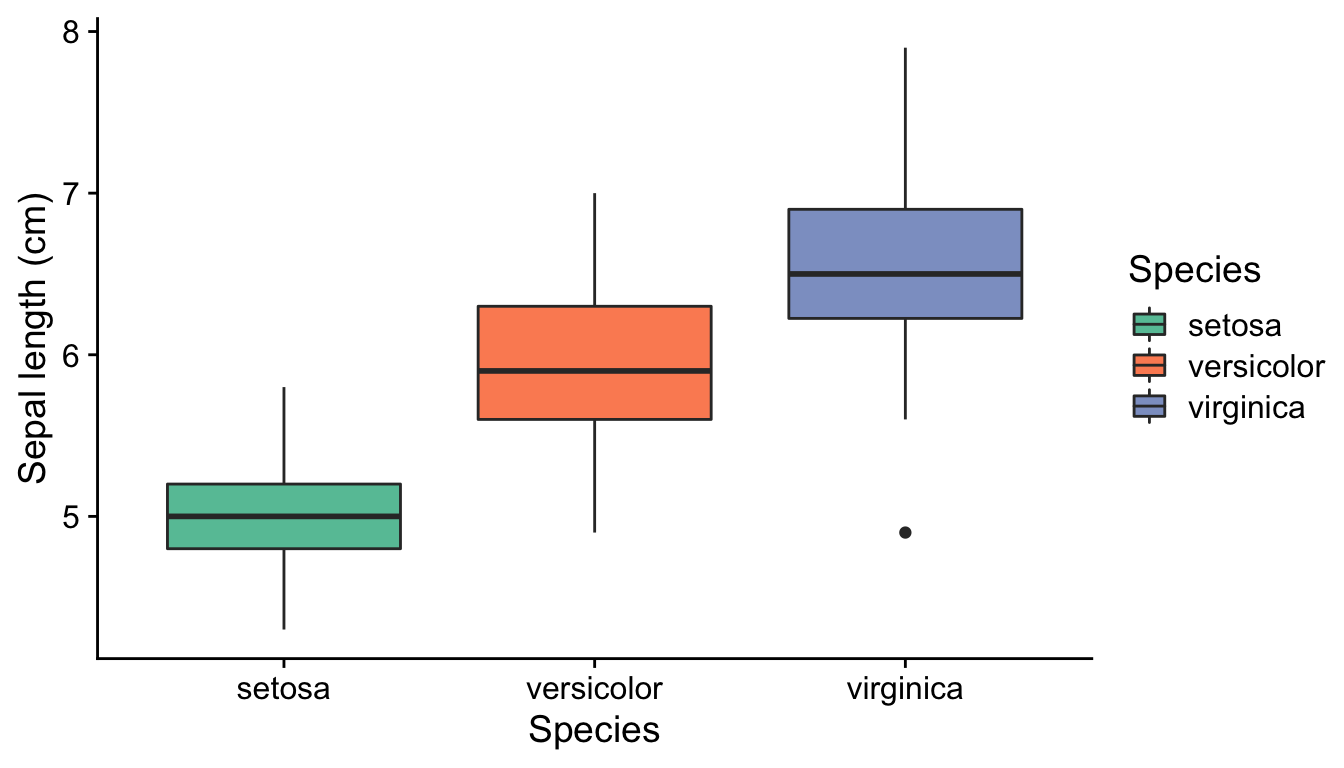 8
7
6
5
Sepal length (cm)
setosa versicolor virginica
Species
Species
setosa
versicolor
virginica